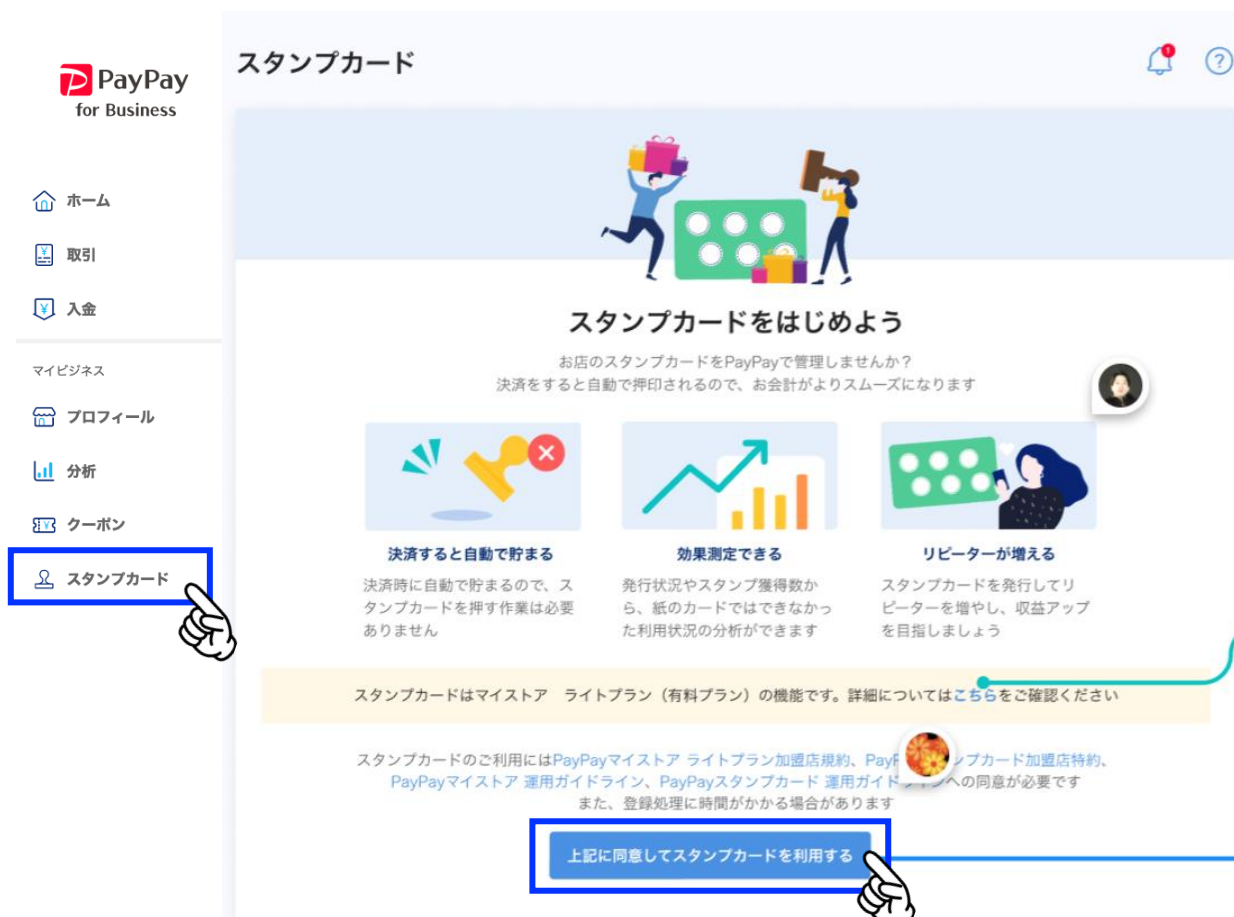 スタンプカード
1
?
PayPay
for Business
ホーム
取引
入金
マイビジネス
プロフィール
分析
クーポン
スタンプカード
スタンプカードをはじめよう
お店のスタンプカードをPayPayで管理しませんか？
決済をすると自動で押印されるので、お会計がよりスムーズになります
決済すると自動で貯まる
決済時に自動で貯まるので、ス
タンプカードを押す作業は必要
ありません
効果測定できる
発行状況やスタンプ獲得数か
ら、紙のカードではできなかっ
た利用状況の分析ができます
リピーターが増える
スタンプカードを発行してリ
ピーターを増やし、収益アップ
を目指しましょう
スタンプカードはマイストア　ライトプラン（有料プラン）の機能です。詳細についてはこちらをご確認ください
スタンプカードのご利用にはPayPayマイストア ライトプラン加盟店規約、ンプカード加盟店特約、
PayPayマイストア 運用ガイドライン、PayPayスタンプカード 運用ガイドへの同意が必要です
また、登録処理に時間がかかる場合があります
上記に同意してスタンプカードを利用する